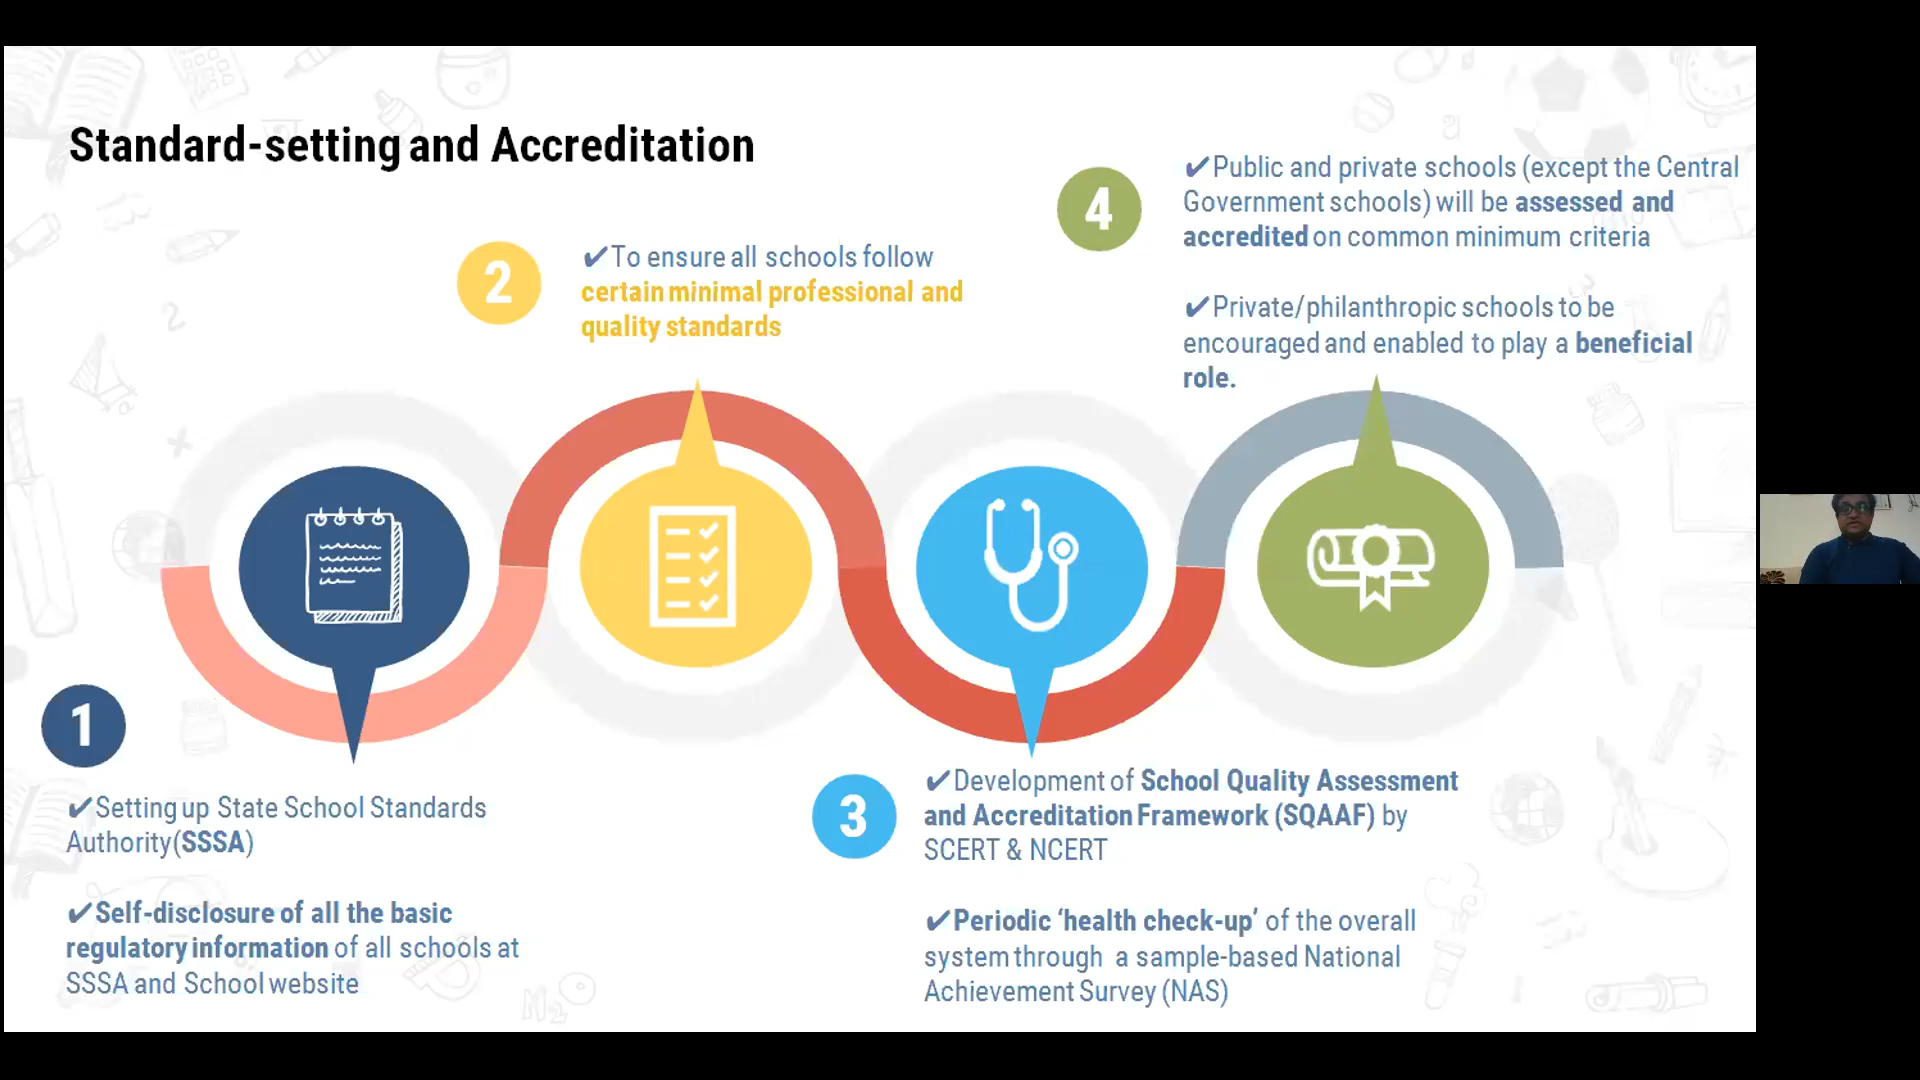 Standard-setting and Accreditation
1
✔Setting up State School Standards
Authority(SSSA)
✔Self-disclosure of all the basic
regulatory information of all schools at
SSSA and School website
2
✔To ensure all schools follow
certain minimal professional and
quality standards
3
✔Development of School Quality Assessment
and Accreditation Framework (SQAAF) by
SCERT & NCERT
✔Periodic ‘health check-up’ of the overall
system through a sample-based National
Achievement Survey (NAS)
4
✔Public and private schools (except the Central
Government schools) will be assessed and
accredited on common minimum criteria
✔Private/philanthropic schools to be
encouraged and enabled to play a beneficial
role.